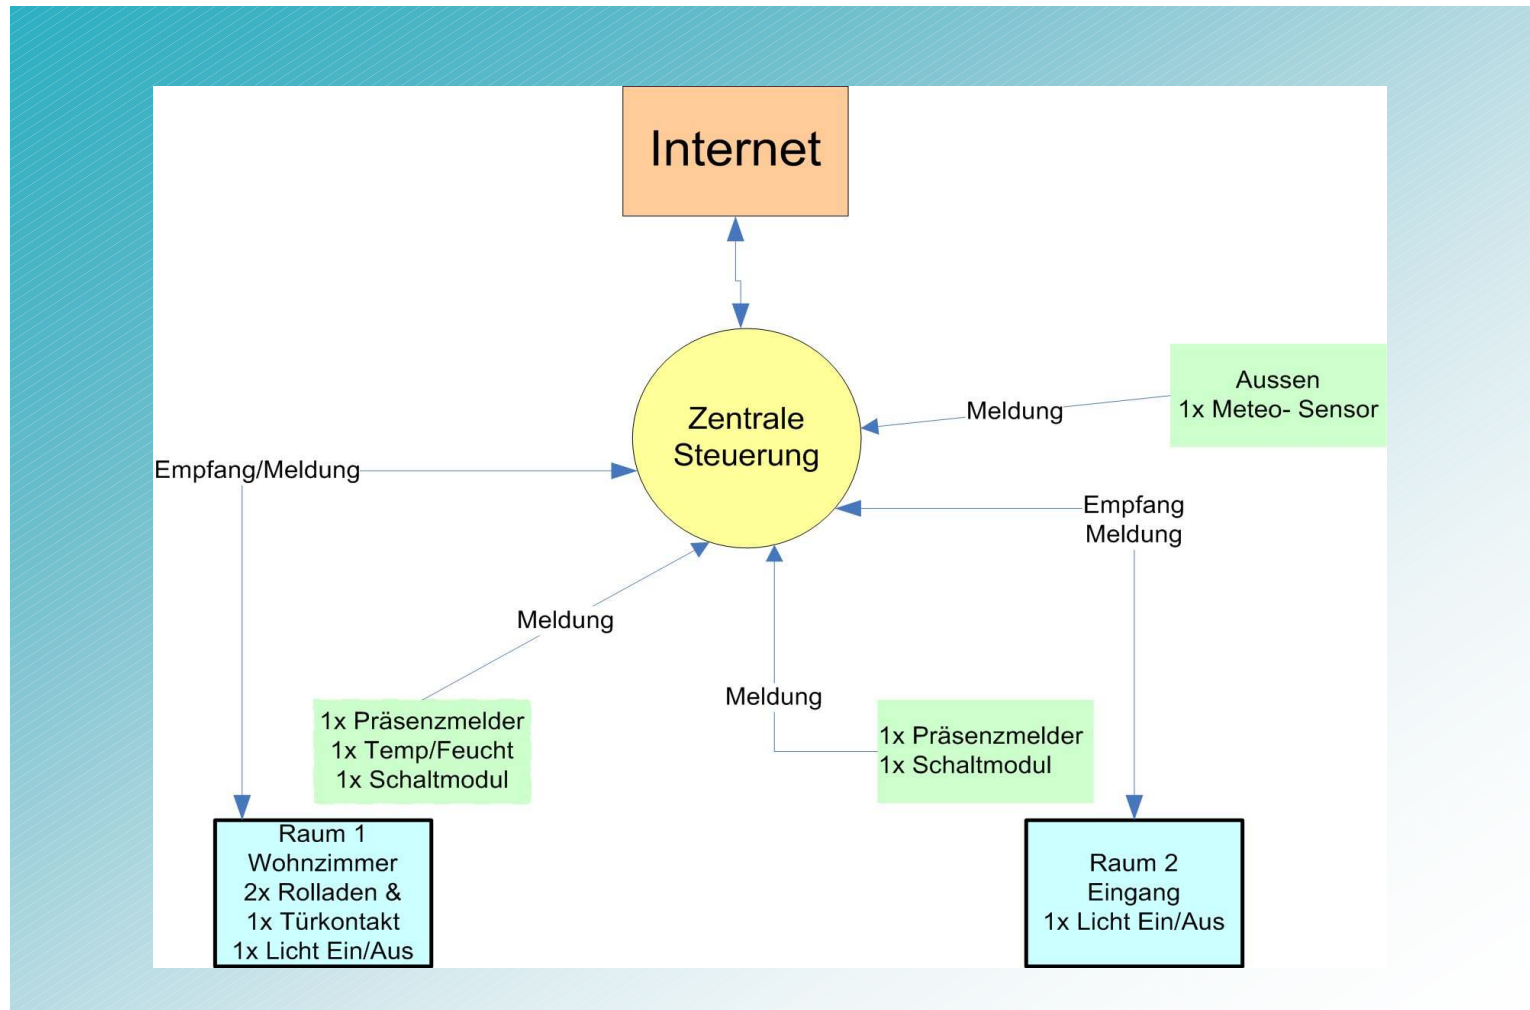 Internet
Zentrale
Steuerung
Aussen
1x Meteo- Sensor
Meldung
Empfang/Meldung
Empfang
Meldung
Meldung
Meldung
1x Präsenzmelder
1x Temp/Feucht
1x Schaltmodul
1x Präsenzmelder
1x Schaltmodul
Raum 1
Wohnzimmer
2x Rolladen &
1x Türkontakt
1x Licht Ein/Aus
Raum 2
Eingang
1x Licht Ein/Aus